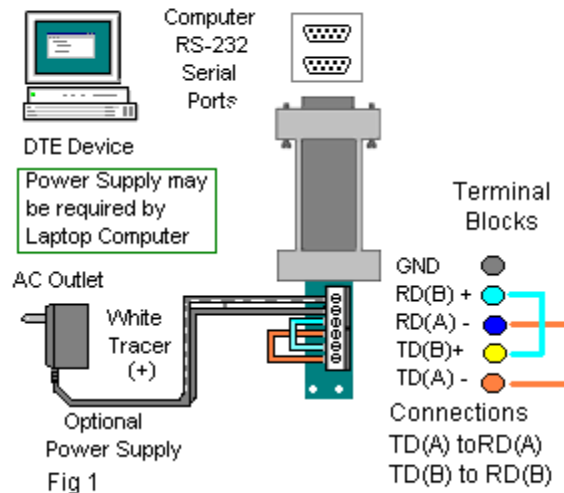 Computer
RS-232
Serial
Ports
DTE Device
Power Supply may
be required by
Laptop Computer
AC Outlet
White
Tracer
(+)
Optional
Power Supply
Fig 1
Terminal
Blocks
GND
RD(B) +
RD(A) -
TD(B)+
TD(A) -
Connections
TD(A) toRD(A)
TD(B) to RD(B)